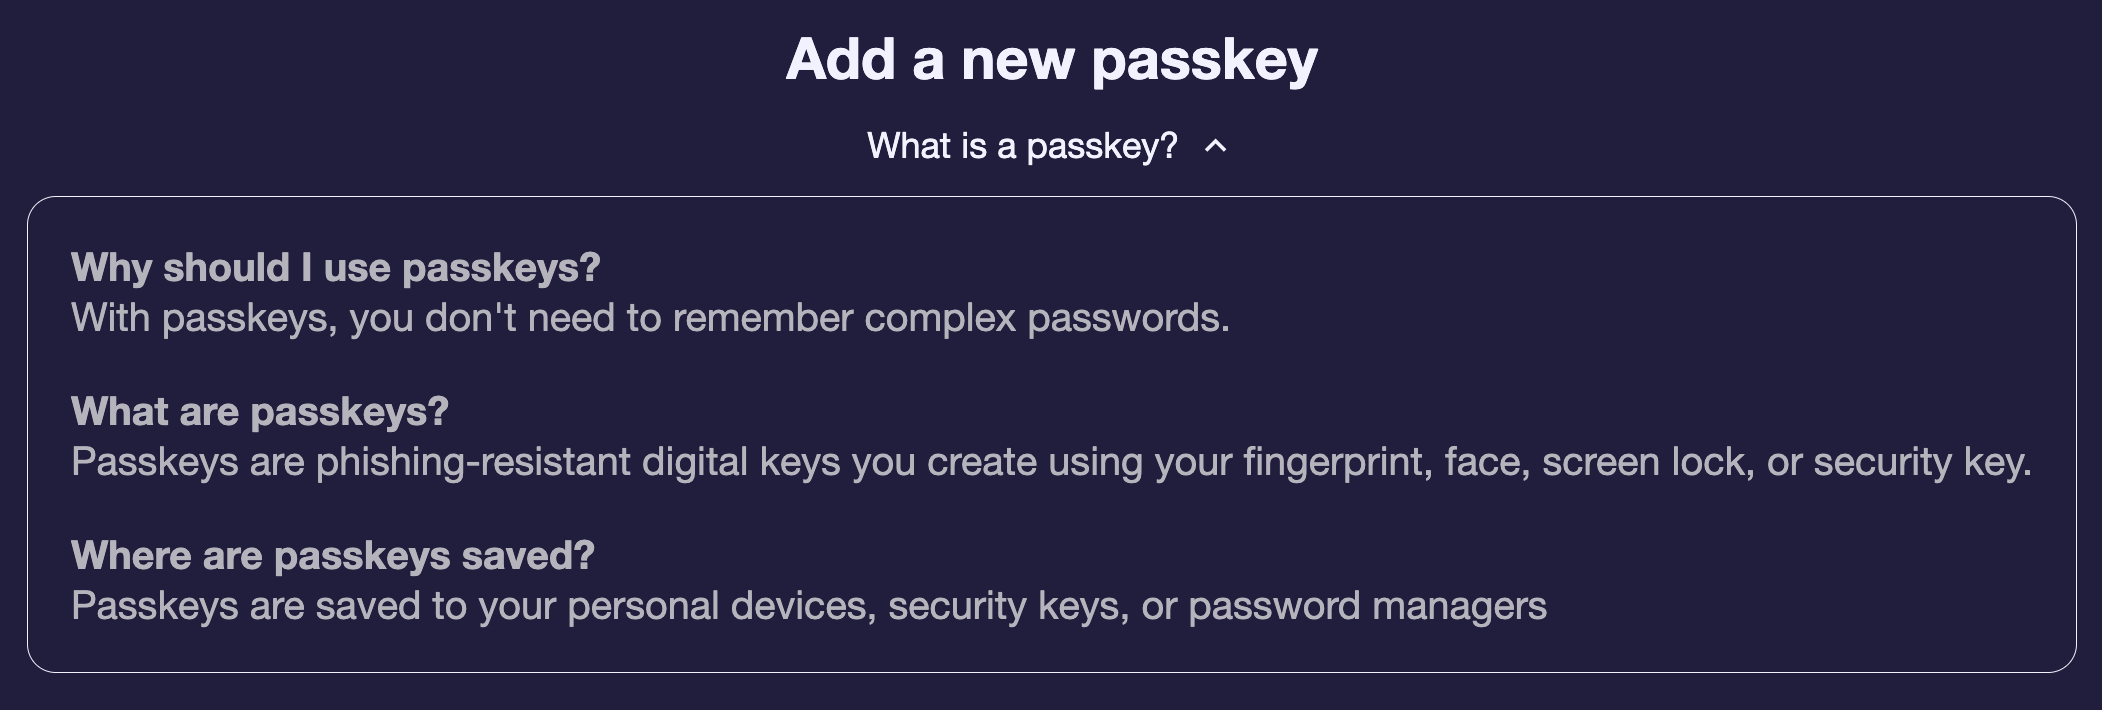 Add a new passkey
What is a passkey?
Why should I use passkeys?
With passkeys, you don't need to remember complex passwords.
What are passkeys?
Passkeys are phishing-resistant digital keys you create using your fingerprint, face, screen lock, or security key.
Where are passkeys saved?
Passkeys are saved to your personal devices, security keys, or password managers